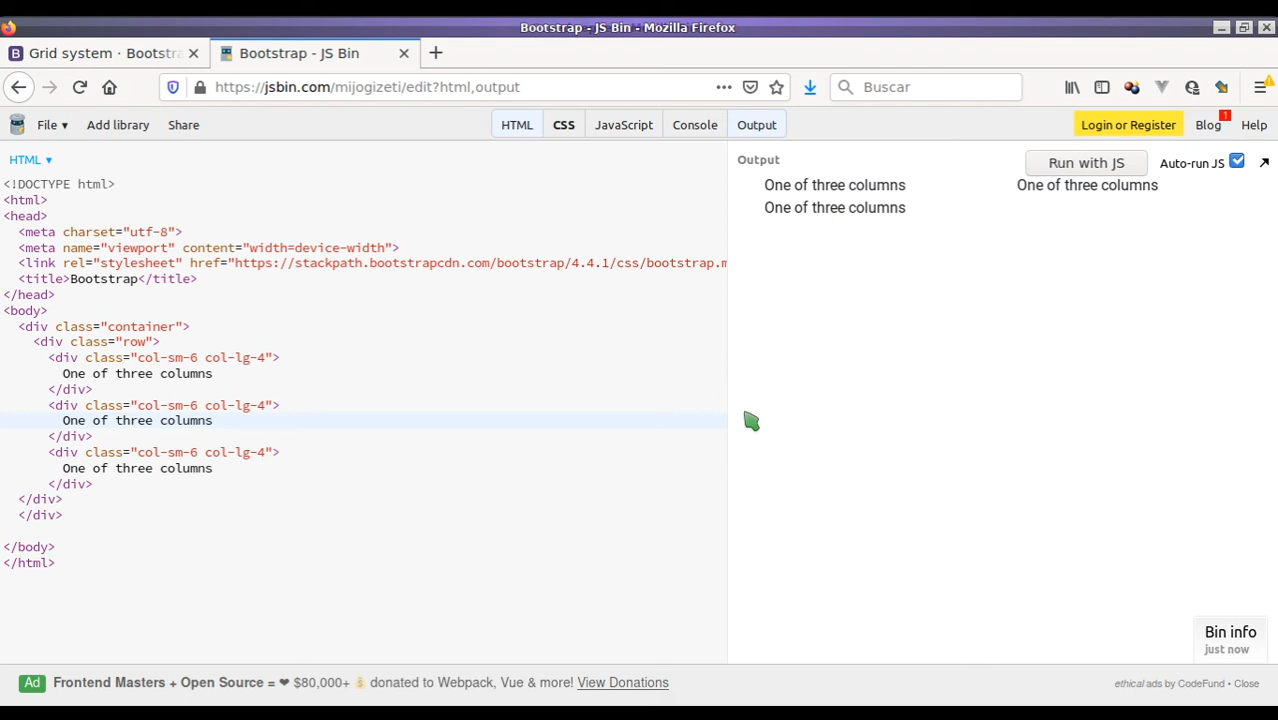 Bootstrap - JS Bin - Mozilla Firefox
Grid system · Bootstra
Bootstrap - JS Bin
https://jsbin.com/mijogizeti/edit?html,output
Buscar
File Add library Share HTML CSS JavaScript Console Output Login or Register Blog 1 Help
HTML
Output Run with JS Auto-run JS
<!DOCTYPE html>
<html>
<head>
<meta charset="utf-8">
<meta name="viewport" content="width=device-width">
<link rel="stylesheet" href="https://stackpath.bootstrapcdn.com/bootstrap/4.4.1/css/bootstrap.m
<title>Bootstrap</title>
</head>
<body>
<div class="container">
<div class="row">
<div class="col-sm-6 col-lg-4">
One of three columns
</div>
<div class="col-sm-6 col-lg-4">
One of three columns
</div>
<div class="col-sm-6 col-lg-4">
One of three columns
</div>
</div>
</div>
</body>
</html>
One of three columns One of three columns
One of three columns
Bin info
just now
Ad Frontend Masters + Open Source = ❤ $80,000+ 💰 donated to Webpack, Vue & more! View Donations
ethical ads by CodeFund • Close